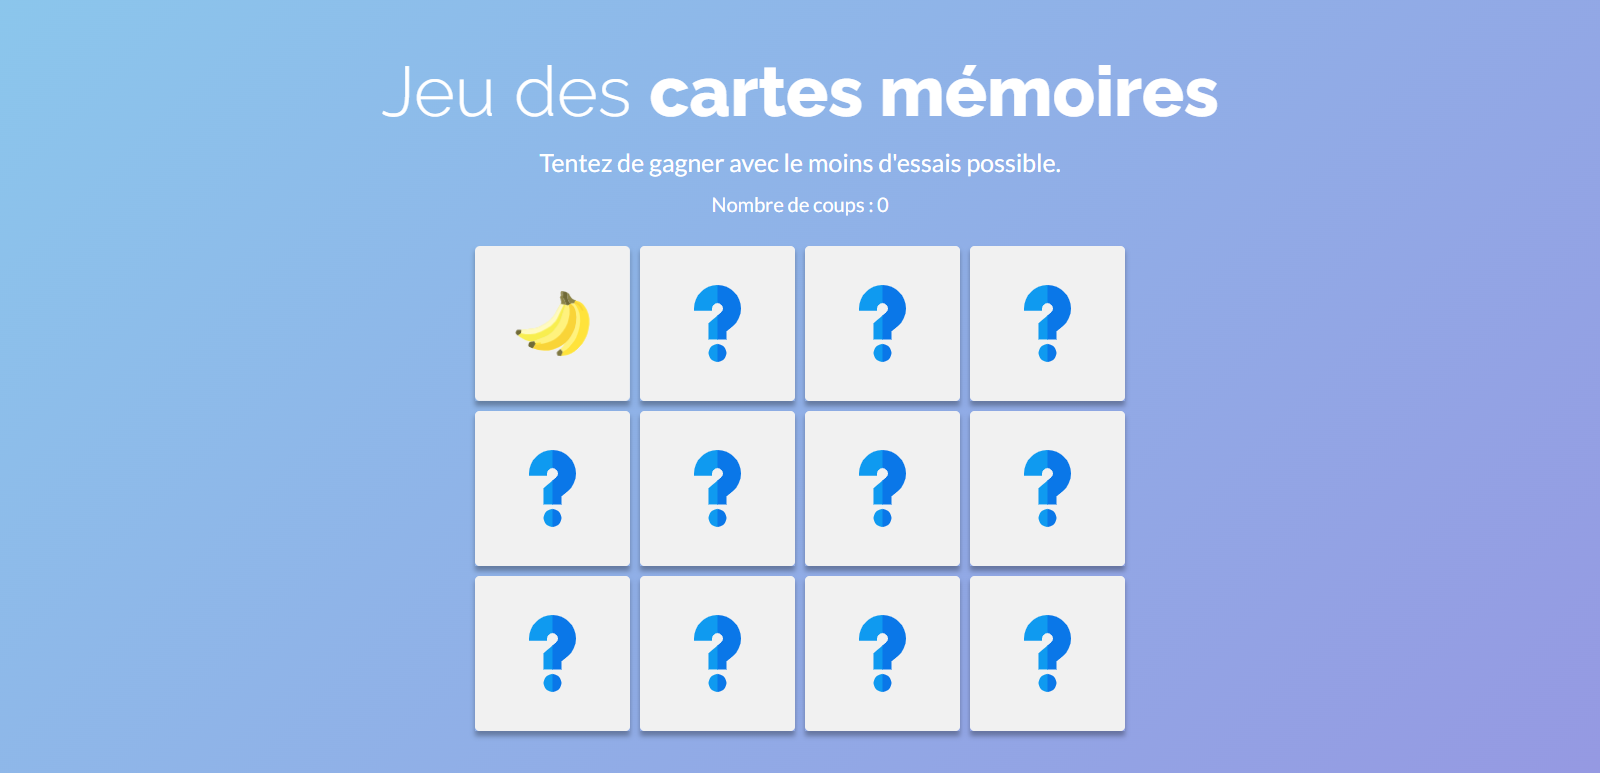 Jeu des cartes mémoires
Tentez de gagner avec le moins d'essais possible.
Nombre de coups : 0
? ? ?
? ? ? ?
? ? ? ?